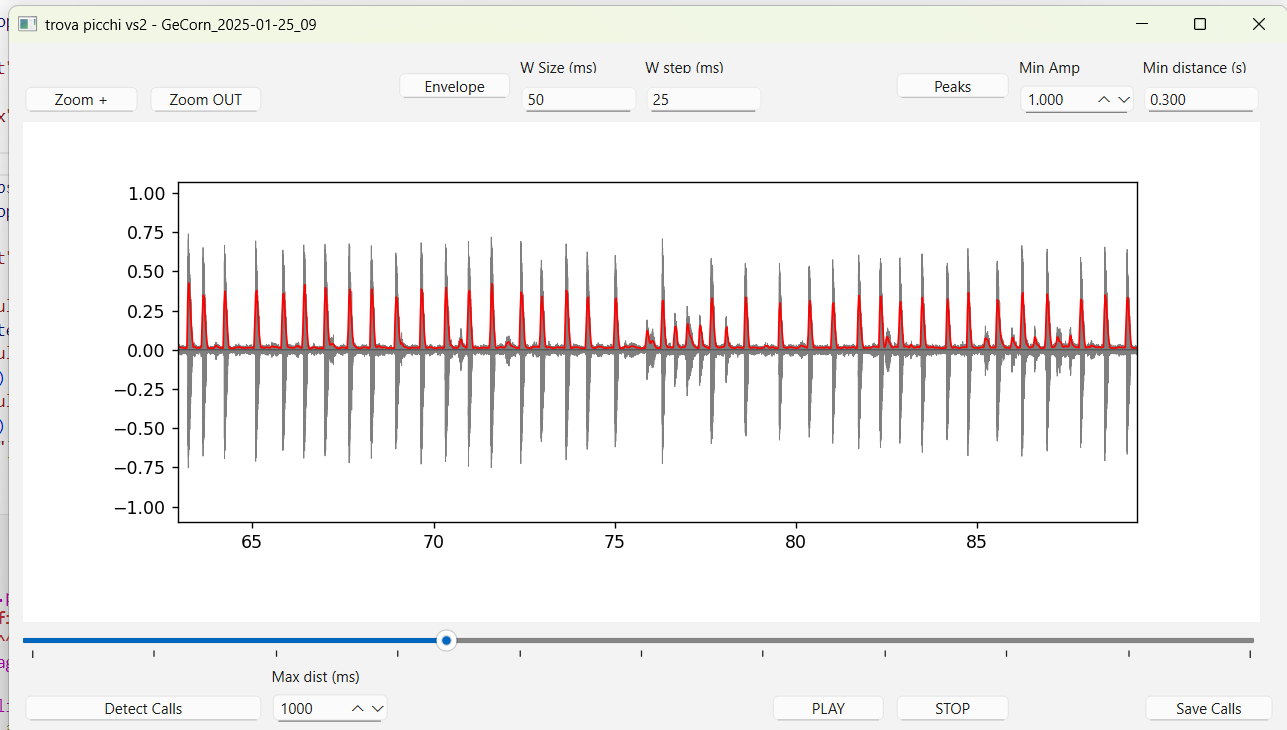 trova picchi vs2 - GeCorn_2025-01-25_09
W Size (ms) W step (ms) Min Amp Min distance (s)
Zoom + Zoom OUT Envelope 50 25 Peaks 1.000 0.300
1.00
0.75
0.50
0.25
0.00
−0.25
−0.50
−0.75
−1.00
65 70 75 80 85
Max dist (ms)
Detect Calls 1000 PLAY STOP Save Calls